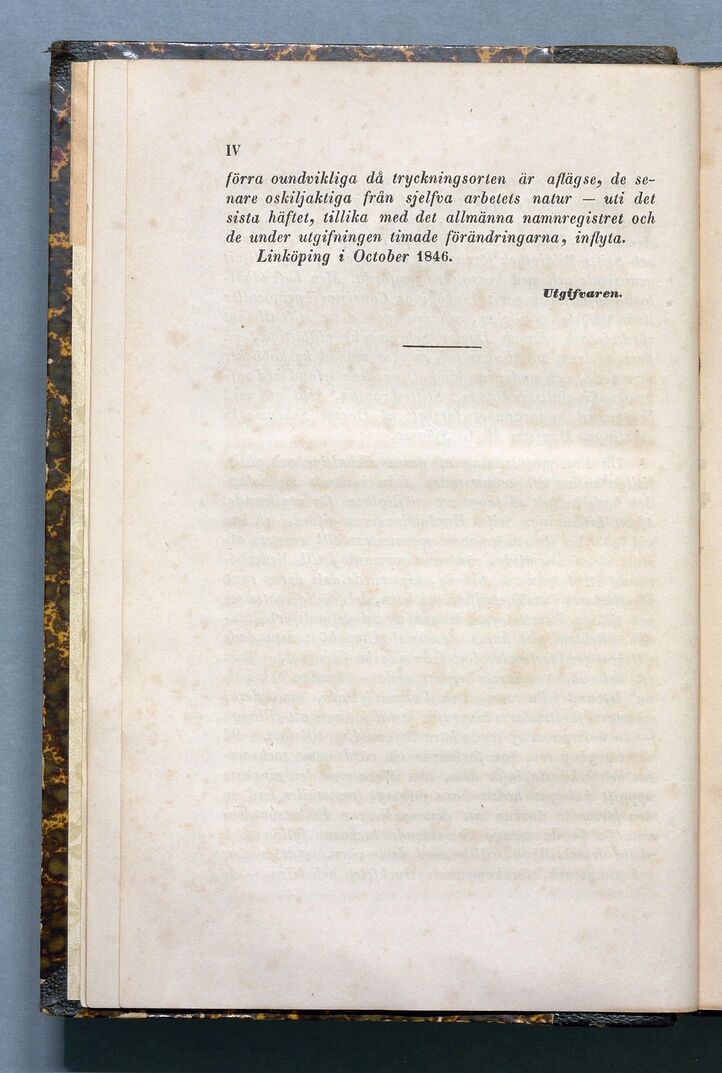 IV
förra oundvikliga då tryckningsorten är aflägse, de se-
nare oskiljaktiga från sjelfva arbetets natur — uti det
sista häftet, tillika med det allmänna namnregistret och
de under utgifningen timade förändringarna, inflyta.
Linköping i October 1846.
Utgifvaren.